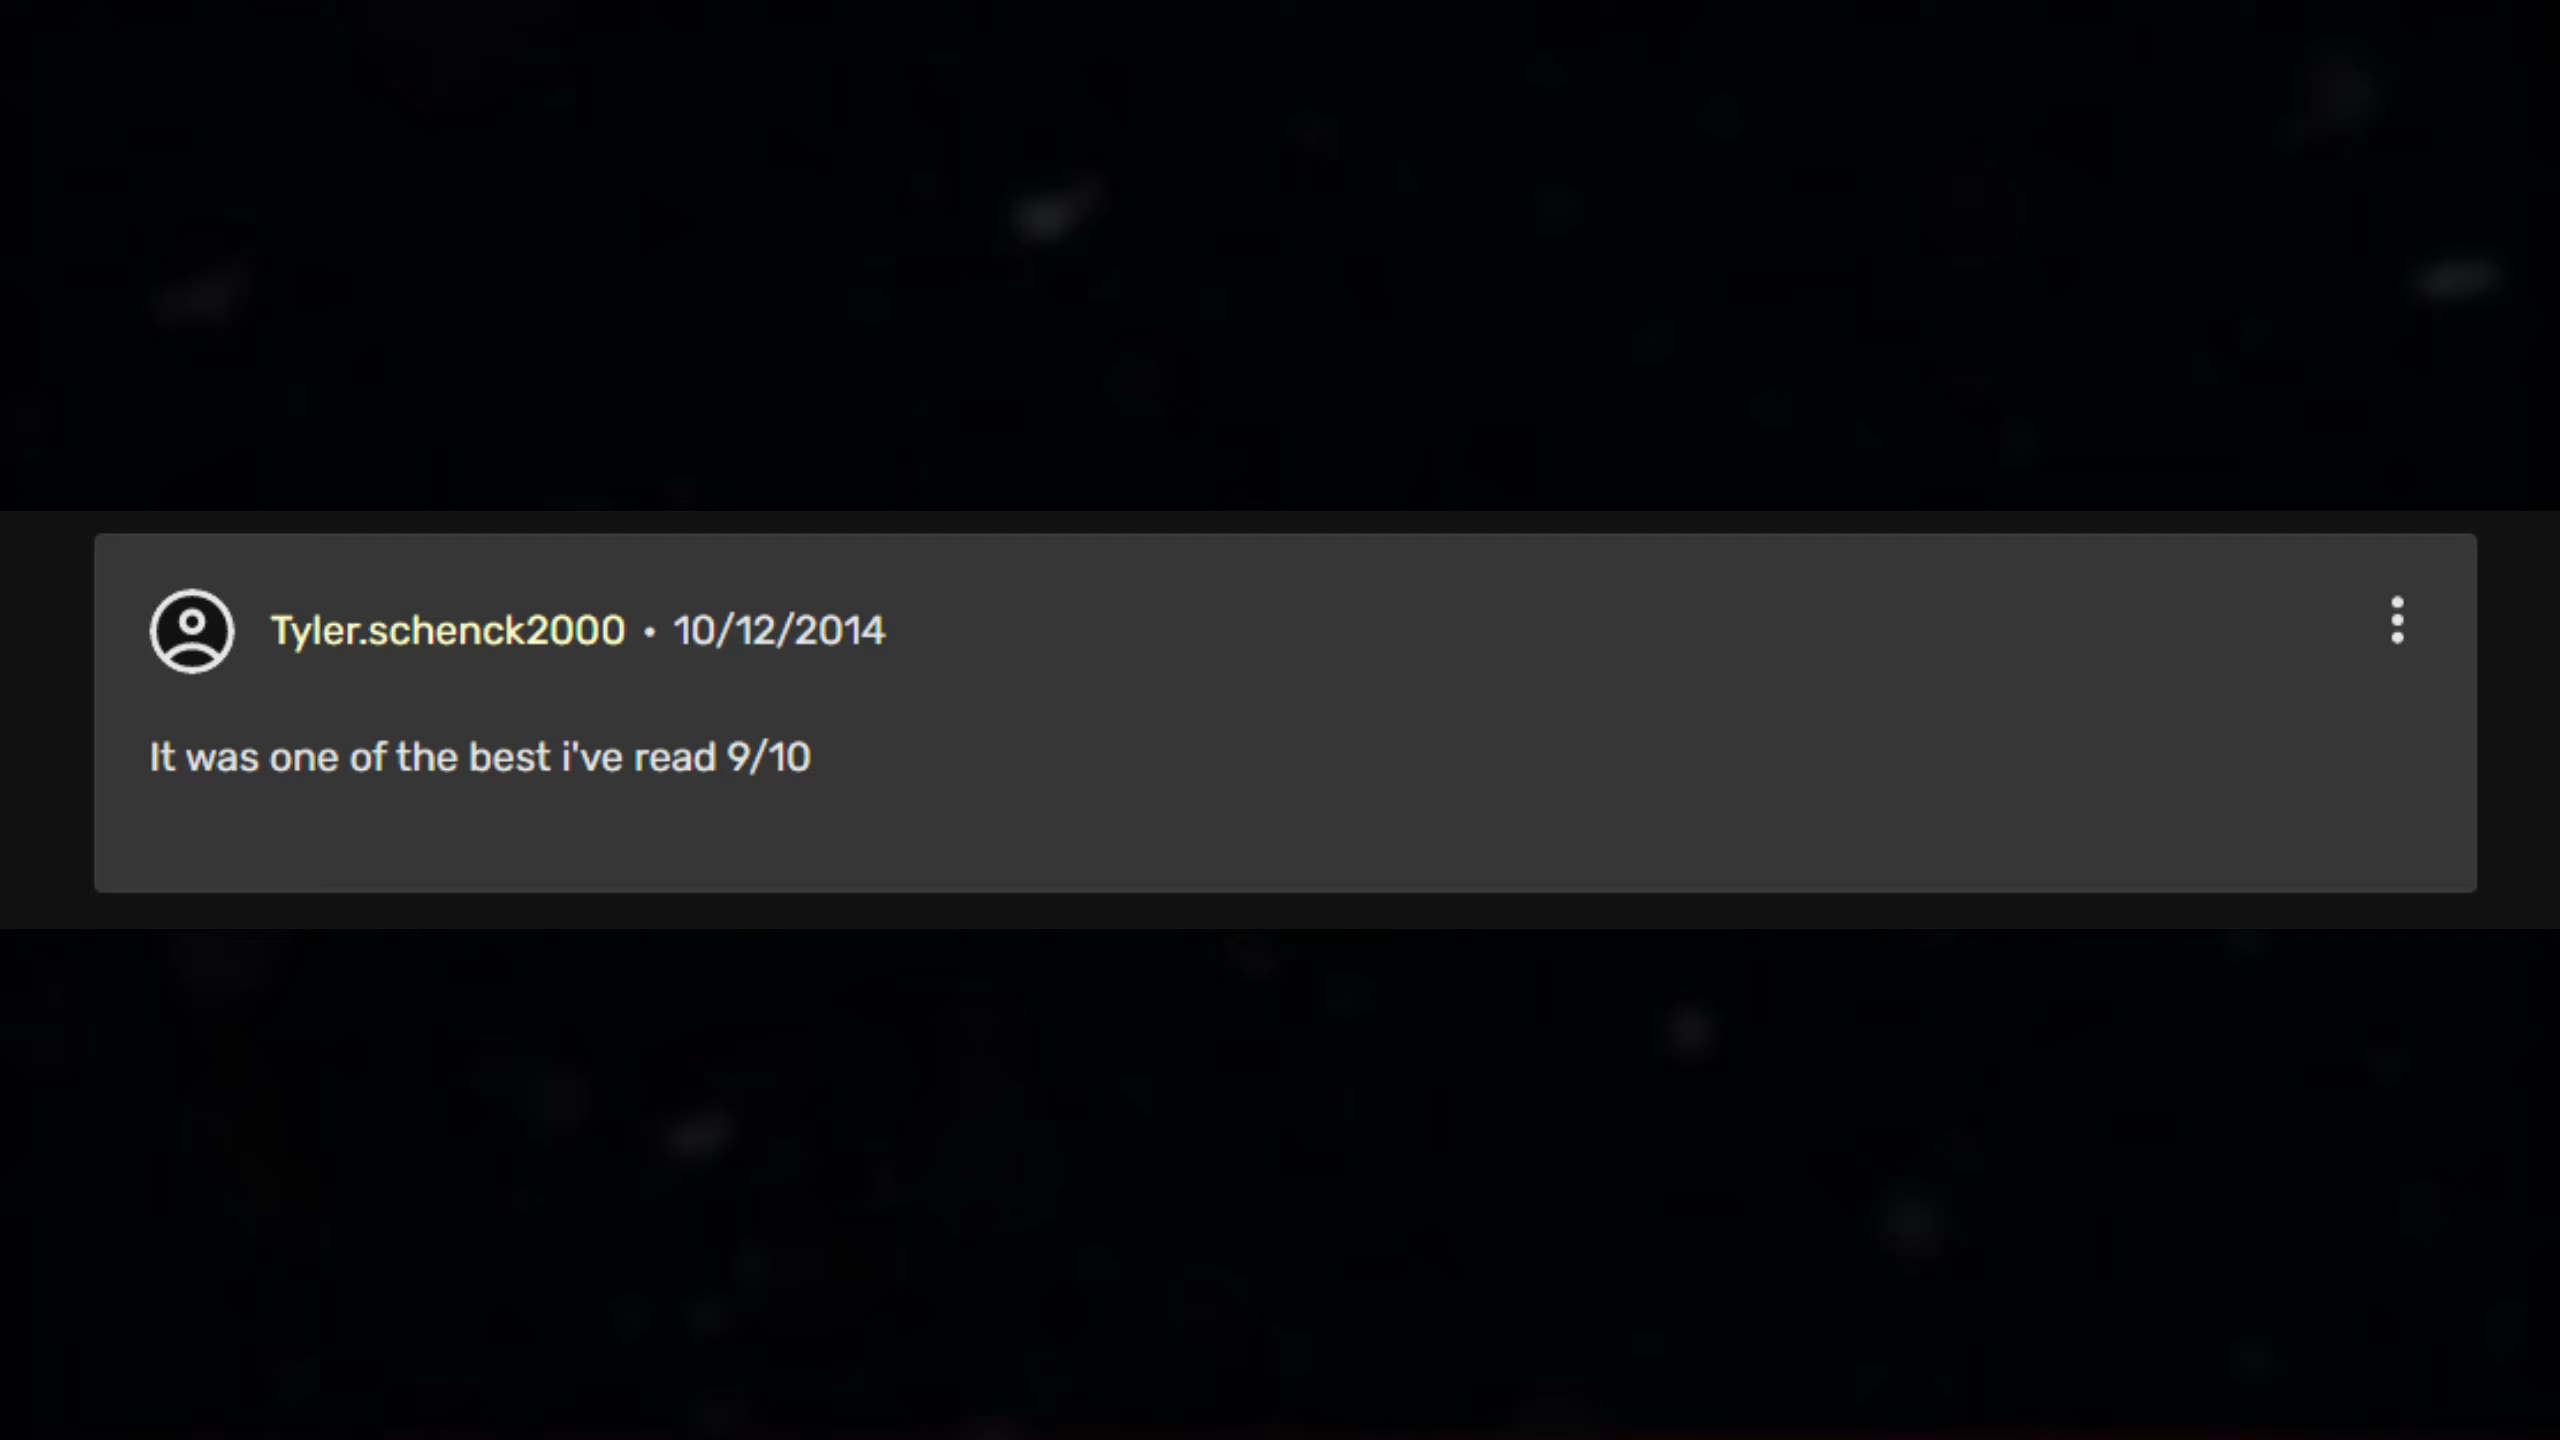 Tyler.schenck2000 • 10/12/2014
It was one of the best i've read 9/10